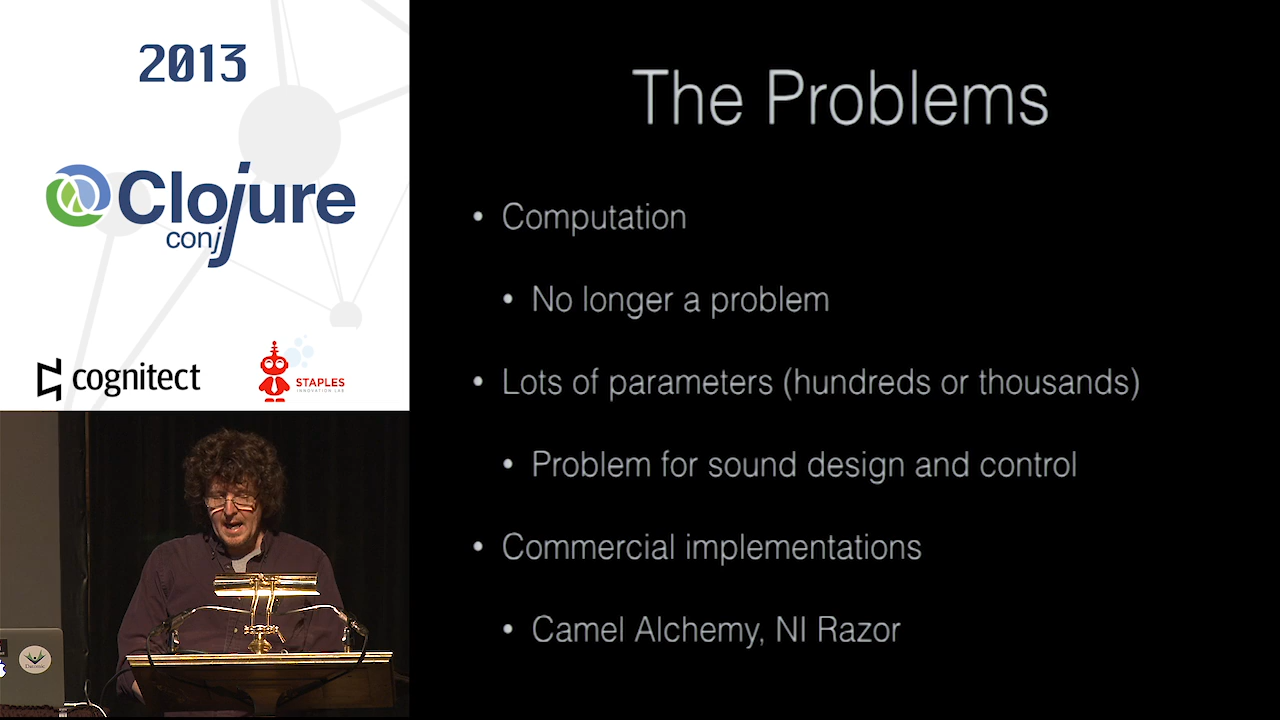 2013
Clojure
conj
cognitect
STAPLES
INNOVATION LAB
The Problems
• Computation
• No longer a problem
• Lots of parameters (hundreds or thousands)
• Problem for sound design and control
• Commercial implementations
• Camel Alchemy, NI Razor
Datomic